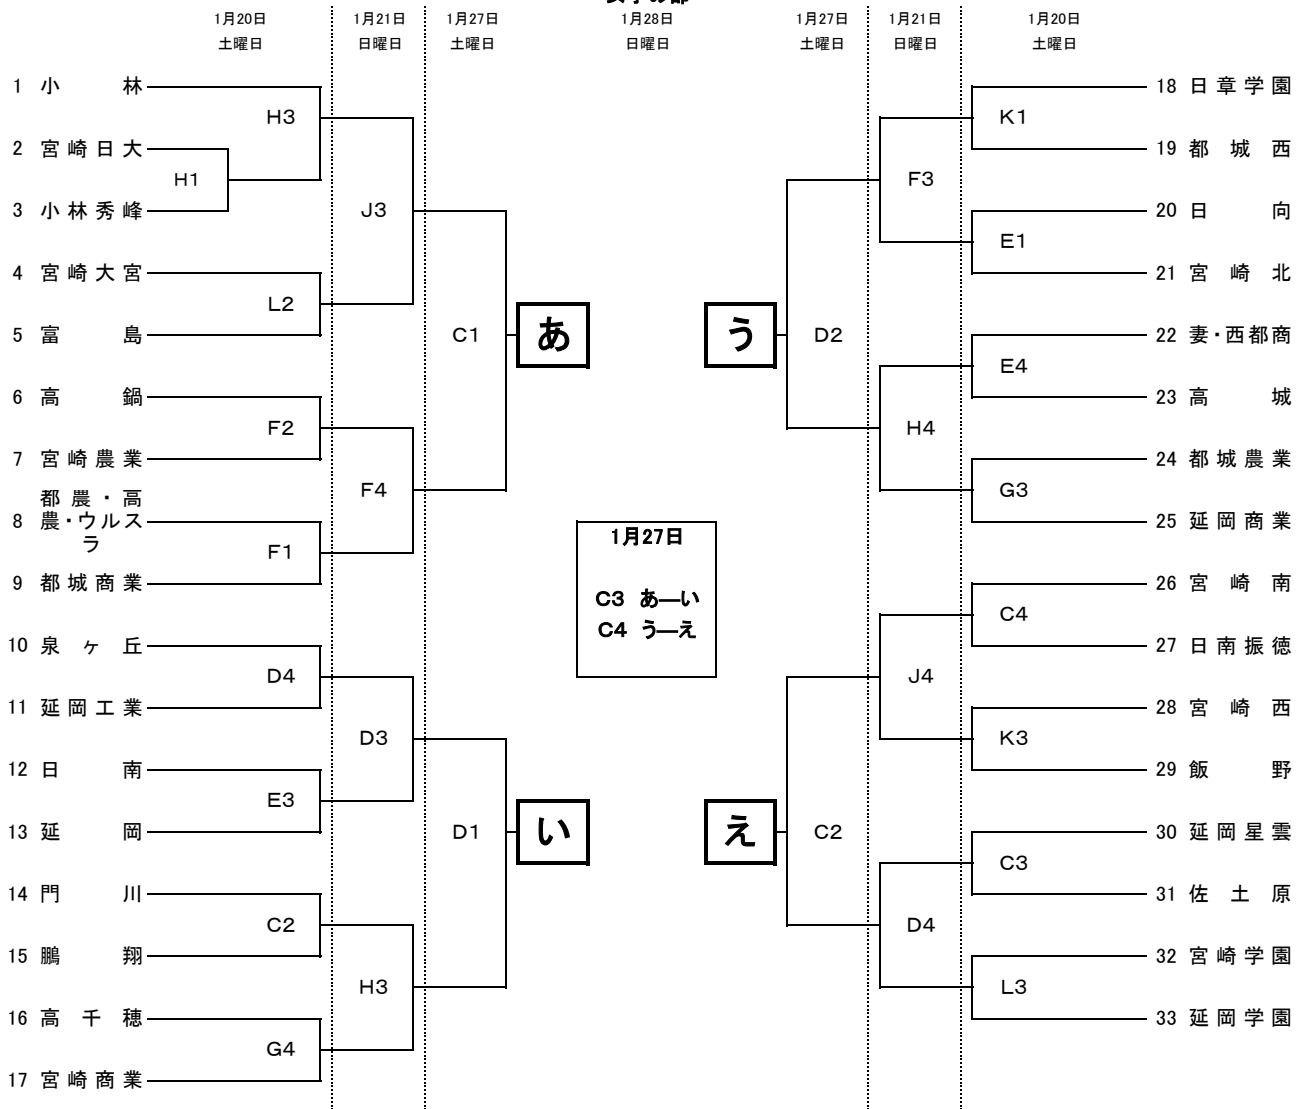 1月20日 1月21日 1月27日 1月28日 1月27日 1月21日 1月20日
土曜日 日曜日 土曜日 日曜日 土曜日 日曜日 土曜日
1 小林
H3
2 宮崎日大
H1
3 小林秀峰
J3
4 宮崎大宮
L2
5 富島
C1
あ
6 高鍋
F2
7 宮崎農業
F4
8 都農・高
農・ウルス
ラ
F1
9 都城商業
10 泉ヶ丘
D4
11 延岡工業
D3
12 日南
E3
13 延岡
D1
い
14 門川
C2
15 鵬翔
H3
16 高千穂
G4
17 宮崎商業
1月27日
C3 あ―い
C4 う―え
18 日章学園
K1
19 都城西
F3
20 日向
E1
21 宮崎北
う
D2
22 妻・西都商
E4
23 高城
H4
24 都城農業
G3
25 延岡商業
26 宮崎南
C4
27 日南振徳
J4
28 宮崎西
K3
29 飯野
え
C2
30 延岡星雲
C3
31 佐土原
D4
32 宮崎学園
L3
33 延岡学園